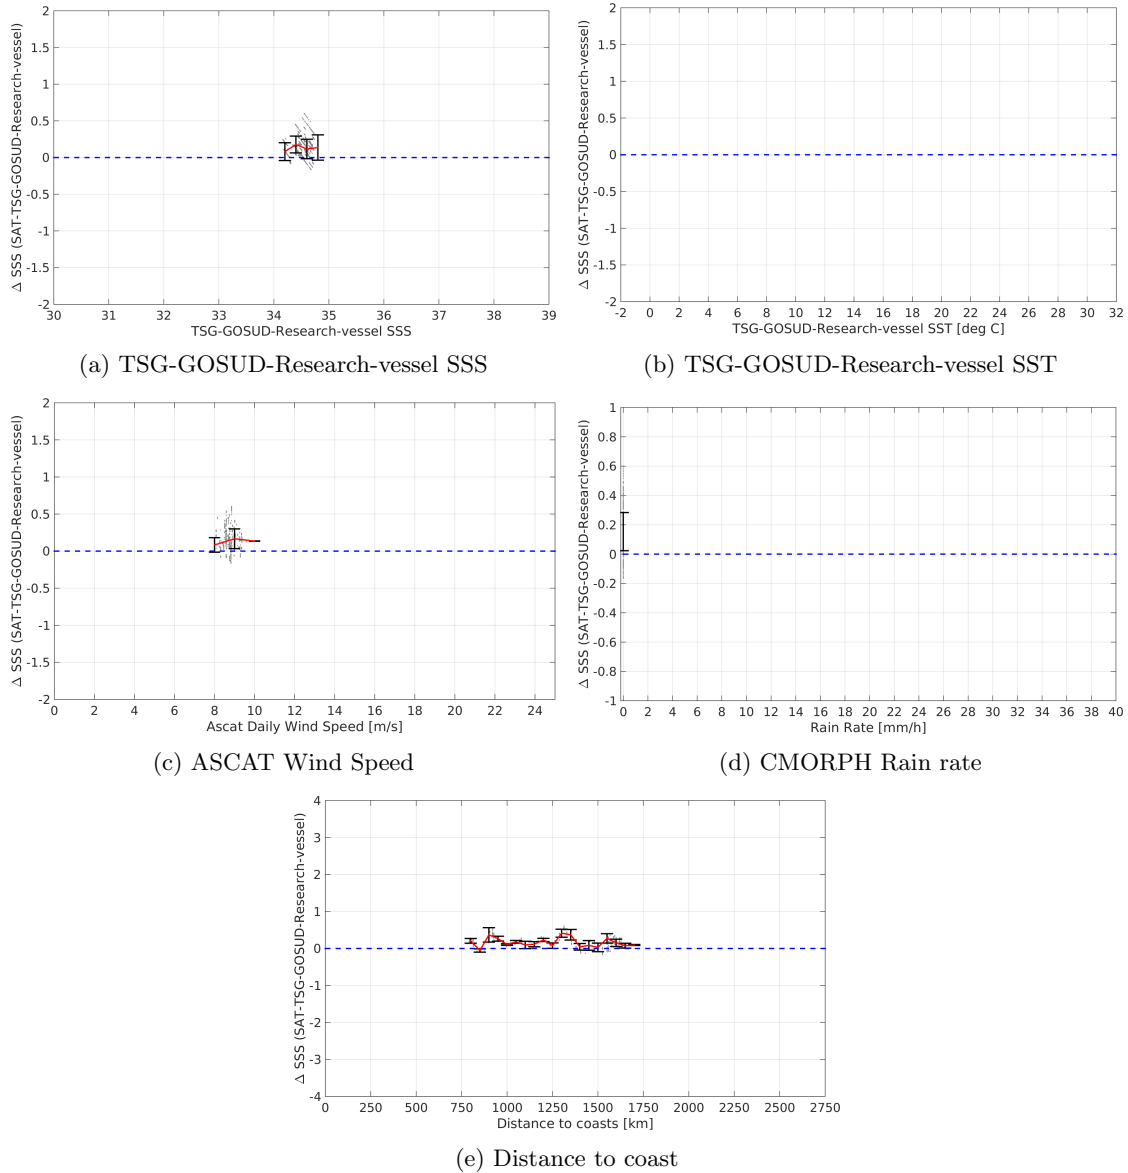 2
1.5
1
0.5
0
-0.5
-1
-1.5
-2
Δ SSS (SAT-TSG-GOSUD-Research-vessel)
30 31 32 33 34 35 36 37 38 39
TSG-GOSUD-Research-vessel SSS
(a) TSG-GOSUD-Research-vessel SSS
2
1.5
1
0.5
0
-0.5
-1
-1.5
-2
Δ SSS (SAT-TSG-GOSUD-Research-vessel)
-2 0 2 4 6 8 10 12 14 16 18 20 22 24 26 28 30 32
TSG-GOSUD-Research-vessel SST [deg C]
(b) TSG-GOSUD-Research-vessel SST
2
1.5
1
0.5
0
-0.5
-1
-1.5
-2
Δ SSS (SAT-TSG-GOSUD-Research-vessel)
0 2 4 6 8 10 12 14 16 18 20 22 24
Ascat Daily Wind Speed [m/s]
(c) ASCAT Wind Speed
1
0.8
0.6
0.4
0.2
0
-0.2
-0.4
-0.6
-0.8
-1
Δ SSS (SAT-TSG-GOSUD-Research-vessel)
0 2 4 6 8 10 12 14 16 18 20 22 24 26 28 30 32 34 36 38 40
Rain Rate [mm/h]
(d) CMORPH Rain rate
4
3
2
1
0
-1
-2
-3
-4
Δ SSS (SAT-TSG-GOSUD-Research-vessel)
0 250 500 750 1000 1250 1500 1750 2000 2250 2500 2750
Distance to coasts [km]
(e) Distance to coast